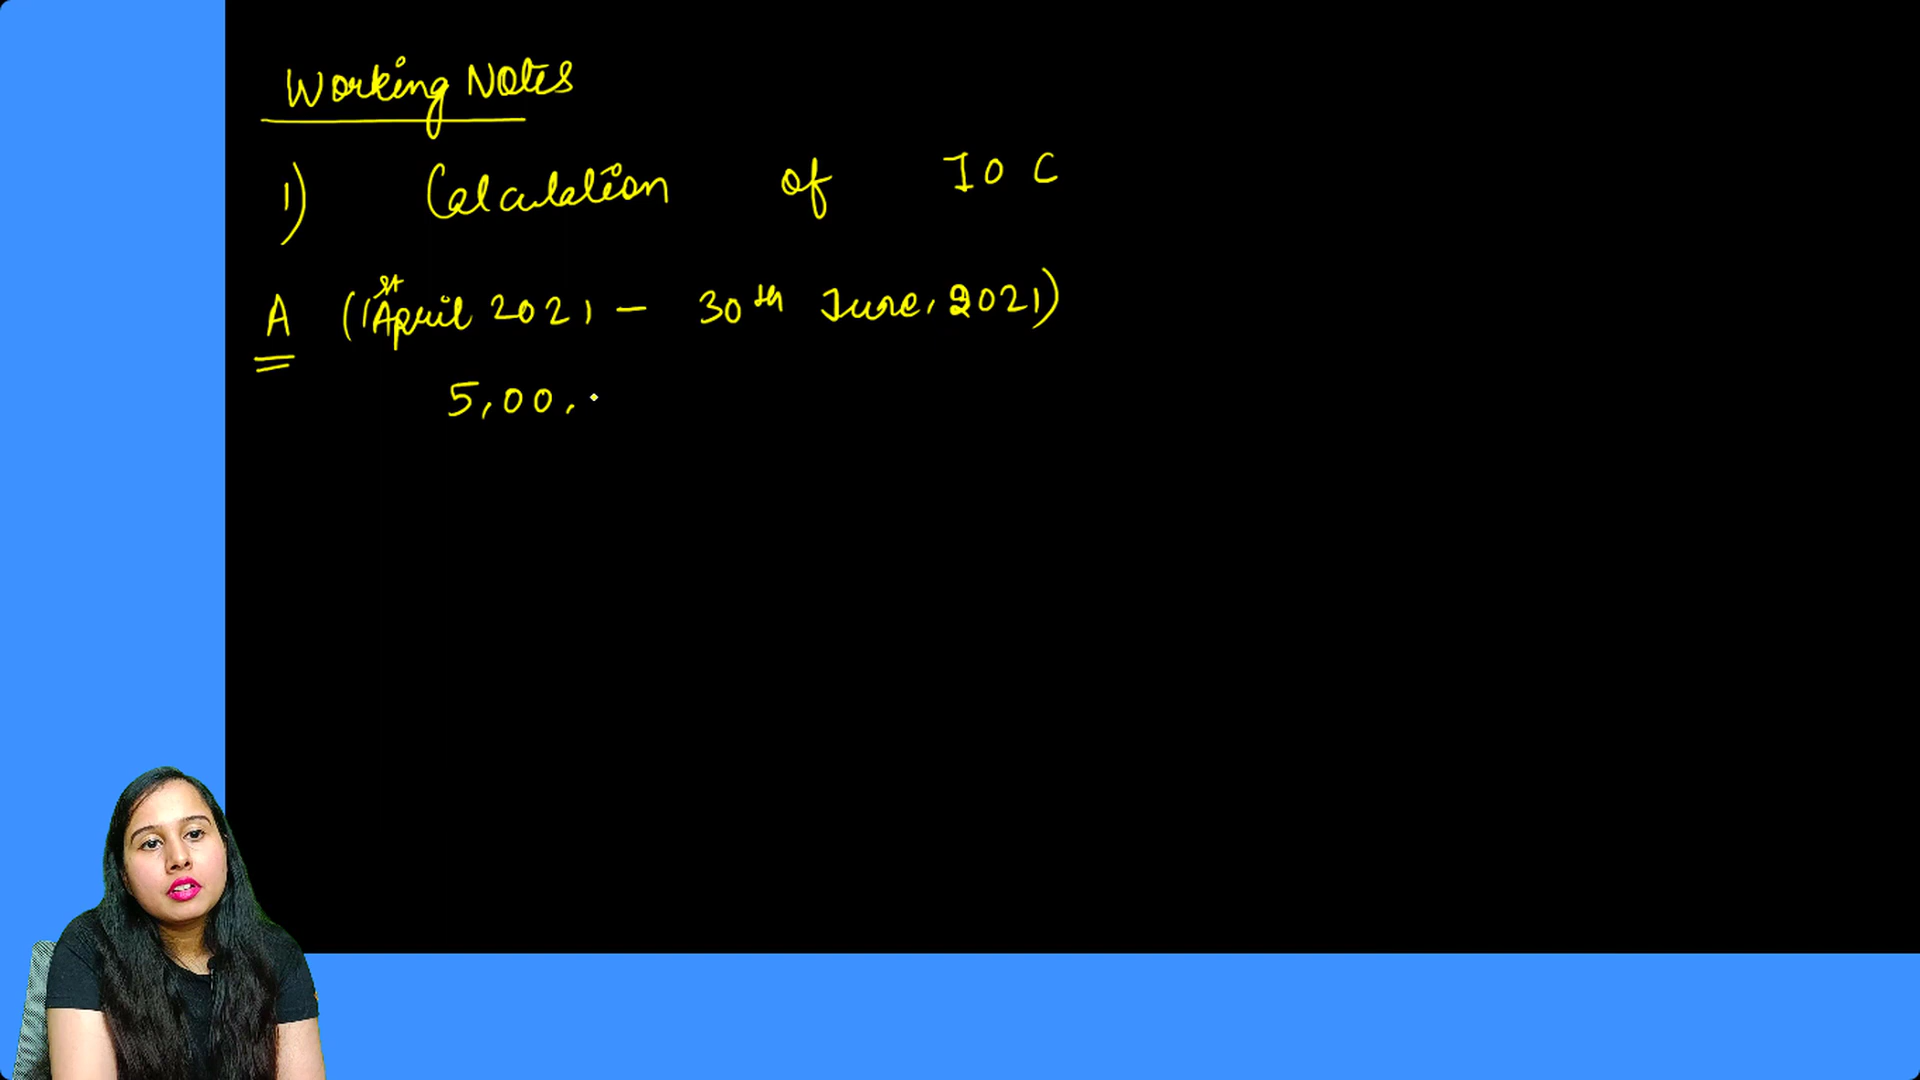 Working Notes
1) Calculation of IOC
A (1st April 2021 - 30th June, 2021)
5,00,